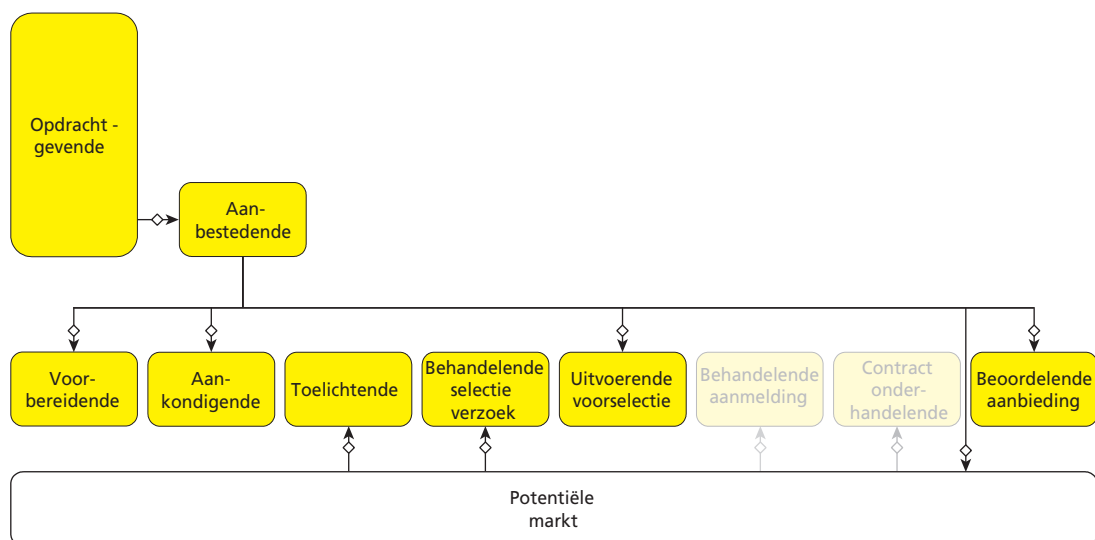 Opdracht -
gevende
Aan-
bestedende
Voor-
bereidende
Aan-
kondigende
Toelichtende
Behandelende
selectie
verzoek
Uitvoerende
voorselectie
Behandelende
aanmelding
Contract
onder-
handelende
Beoordelende
aanbieding
Potentiële
markt